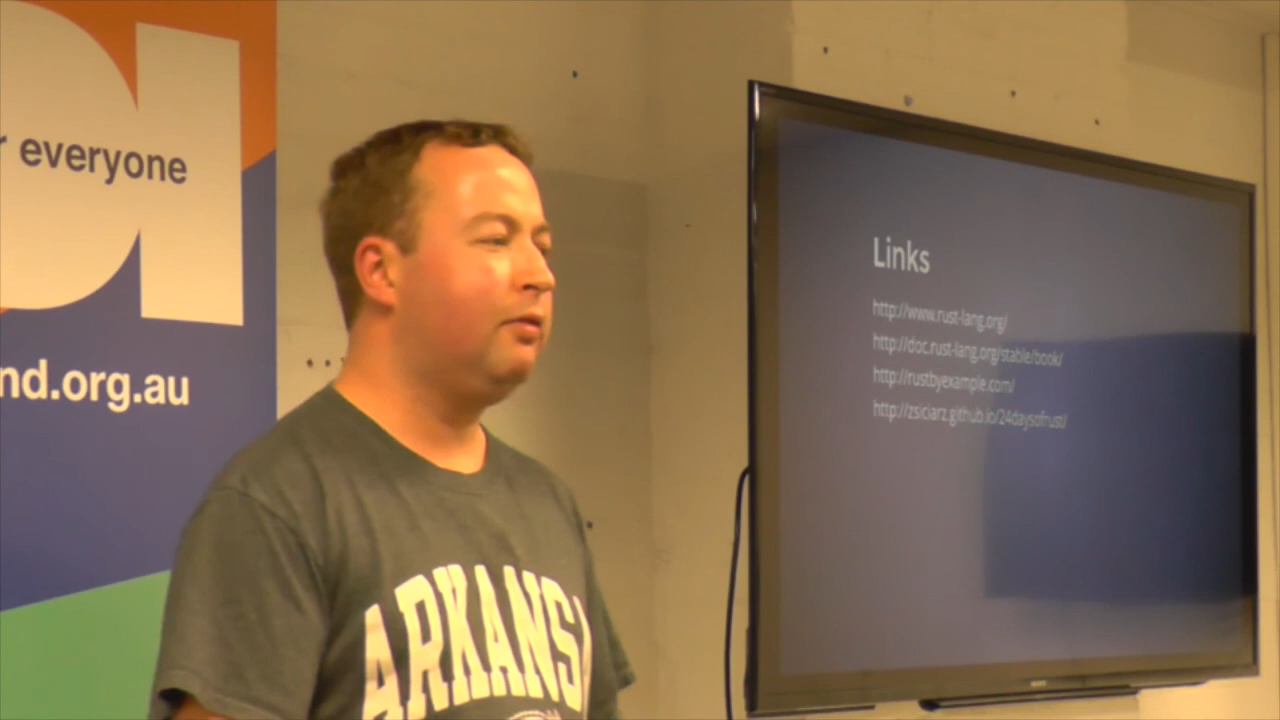 everyone
nd.org.au
ARKANSA
Links
http://www.rust-lang.org/
http://doc.rust-lang.org/stable/book/
http://rustbyexample.com/
http://zsiciarz.github.io/24daysofrust/